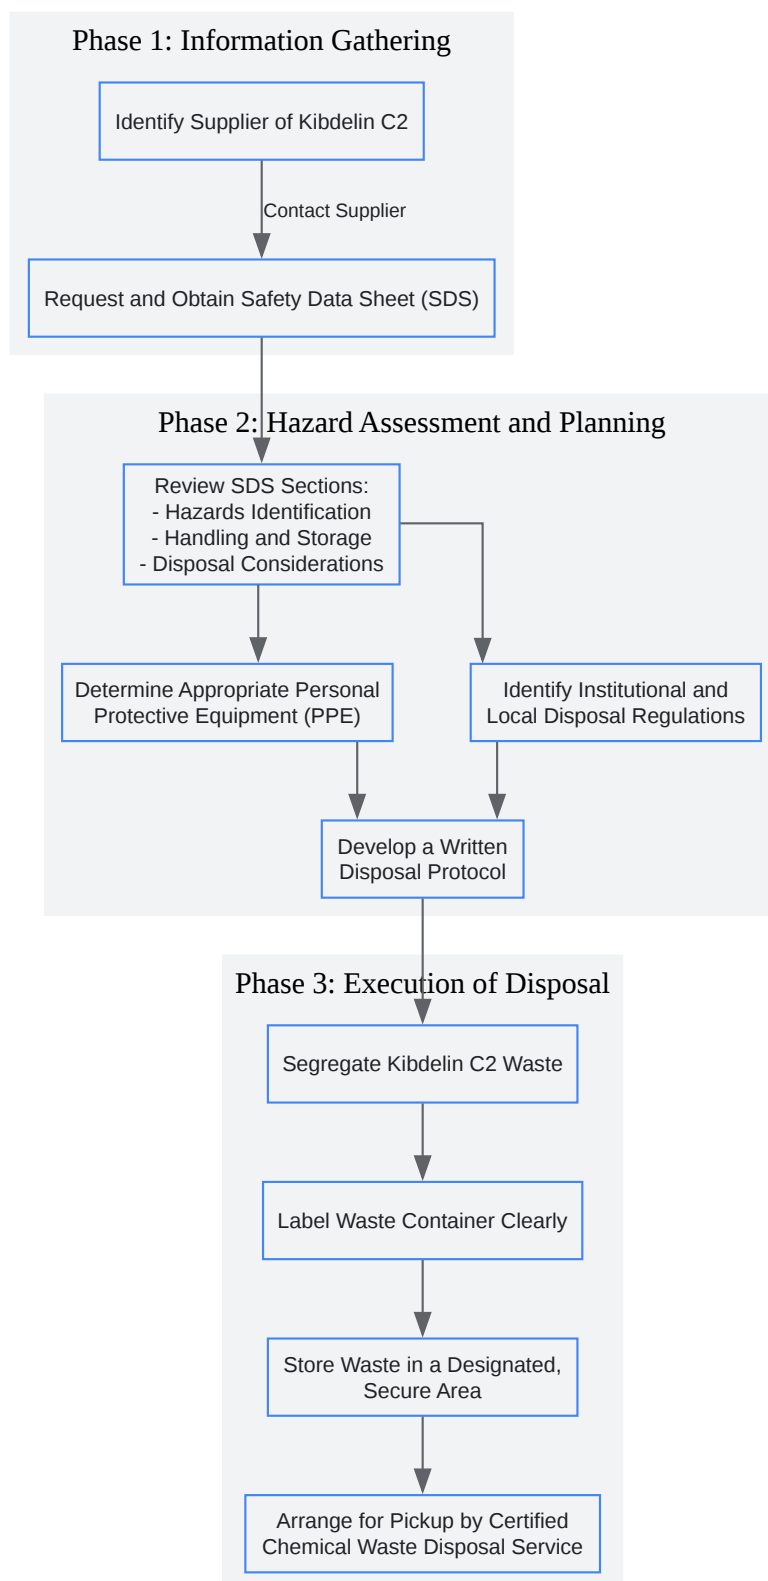 Phase 1: Information Gathering
Identify Supplier of Kibdelin C2
Contact Supplier
Request and Obtain Safety Data Sheet (SDS)
Phase 2: Hazard Assessment and Planning
Review SDS Sections:
- Hazards Identification
- Handling and Storage
- Disposal Considerations
Determine Appropriate Personal
Protective Equipment (PPE)
Identify Institutional and
Local Disposal Regulations
Develop a Written
Disposal Protocol
Phase 3: Execution of Disposal
Segregate Kibdelin C2 Waste
Label Waste Container Clearly
Store Waste in a Designated,
Secure Area
Arrange for Pickup by Certified
Chemical Waste Disposal Service